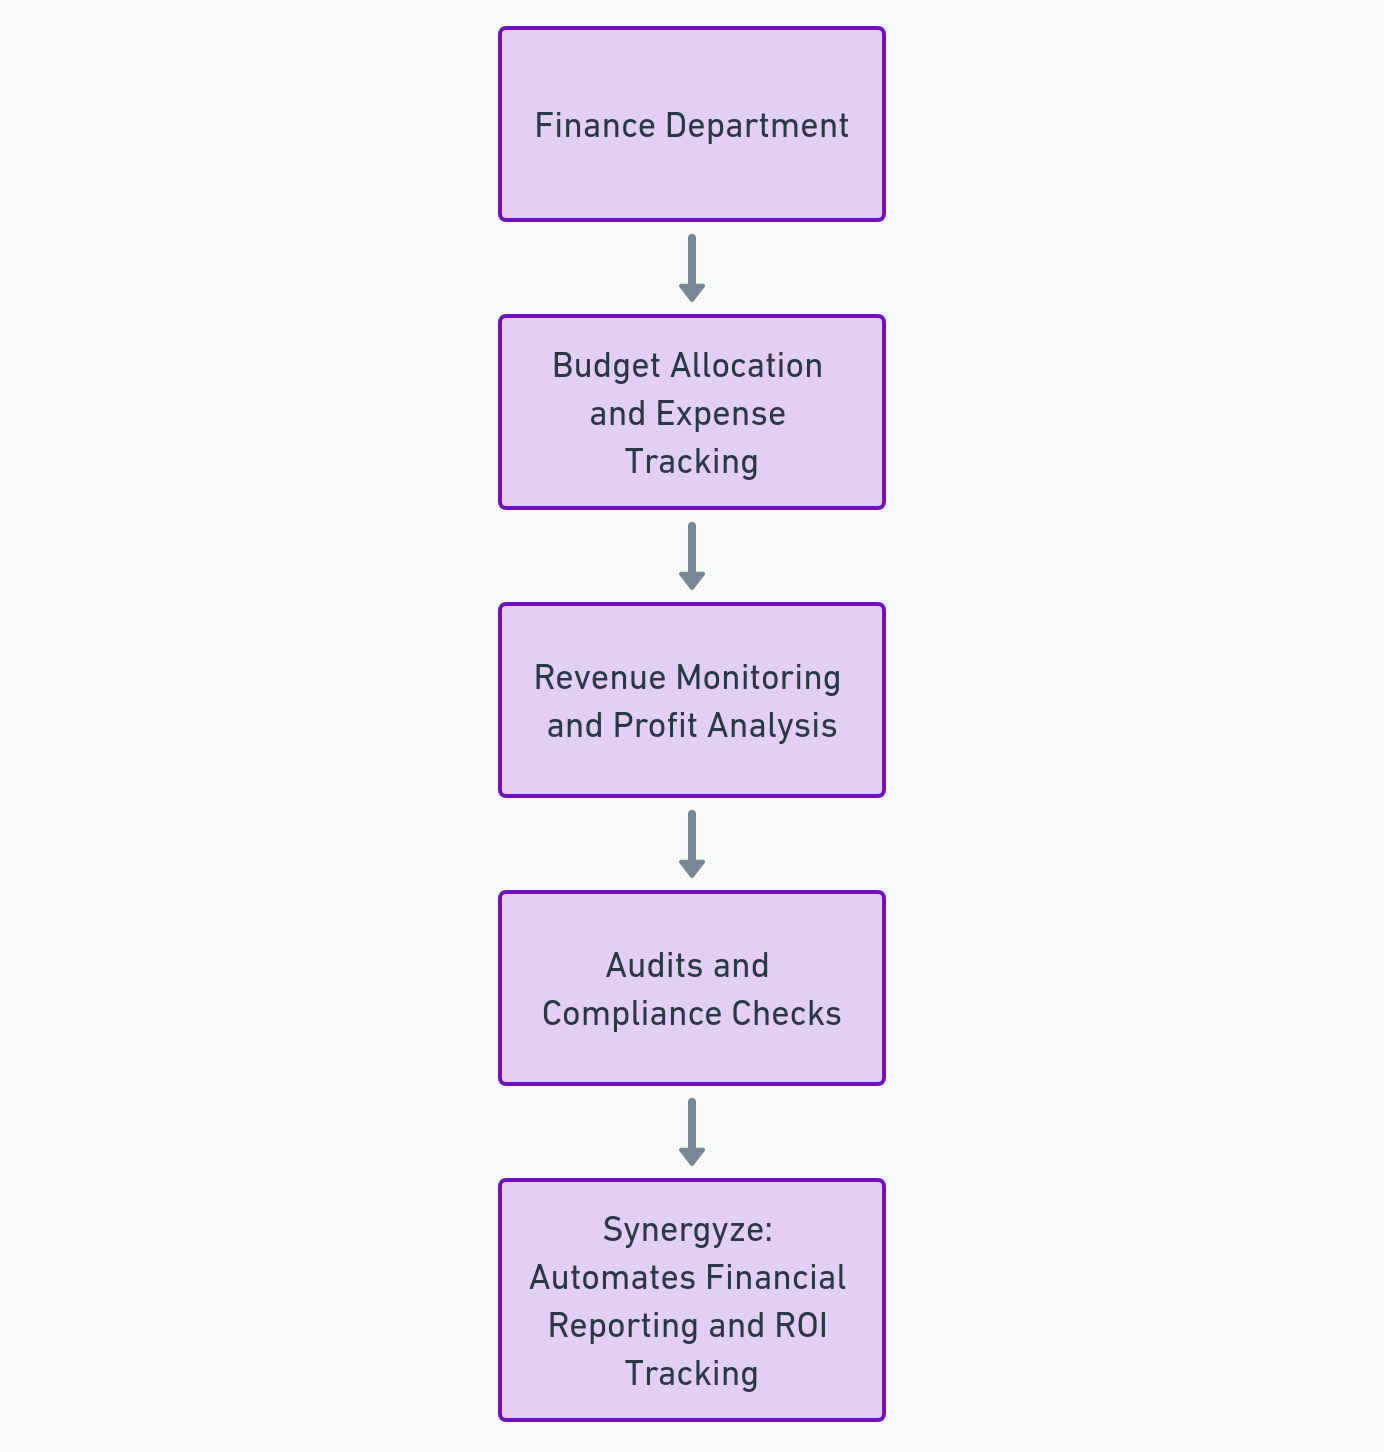 Finance Department
Budget Allocation
and Expense
Tracking
Revenue Monitoring
and Profit Analysis
Audits and
Compliance Checks
Synergyze:
Automates Financial
Reporting and ROI
Tracking